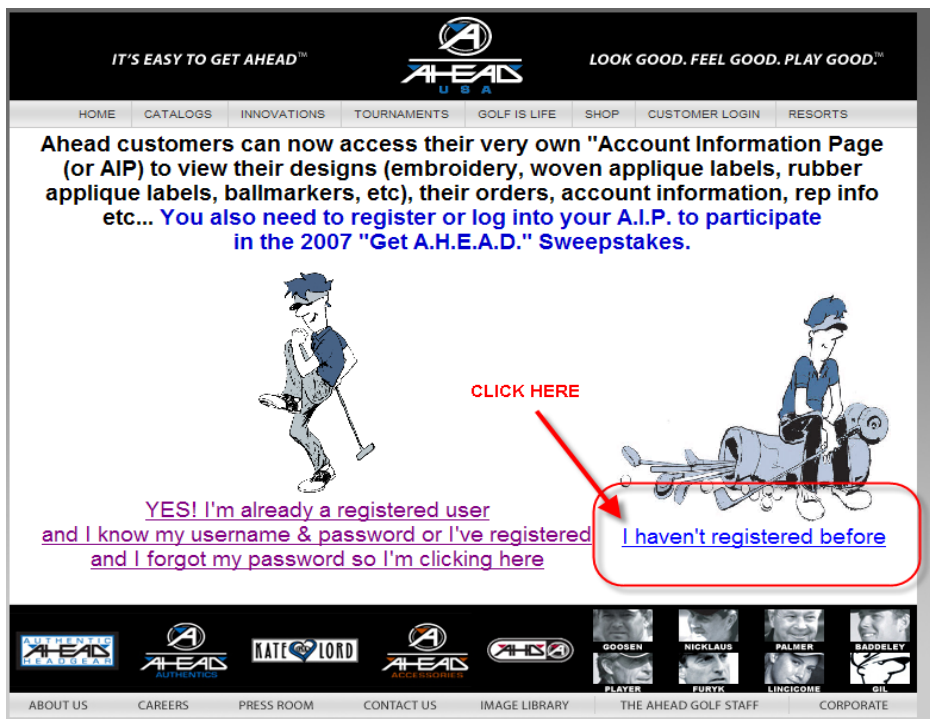 IT'S EASY TO GET AHEAD™
A
AHEAD
USA
LOOK GOOD. FEEL GOOD. PLAY GOOD.™
HOME CATALOGS INNOVATIONS TOURNAMENTS GOLF IS LIFE SHOP CUSTOMER LOGIN RESORTS
Ahead customers can now access their very own "Account Information Page
(or AIP) to view their designs (embroidery, woven applique labels, rubber
applique labels, ballmarkers, etc), their orders, account information, rep info
etc... You also need to register or log into your A.I.P. to participate
in the 2007 "Get A.H.E.A.D." Sweepstakes.
CLICK HERE
YES! I'm already a registered user
and I know my username & password or I've registered
and I forgot my password so I'm clicking here
I haven't registered before
AUTHENTIC
AHEAD
HEADGEAR
A
AHEAD
AUTHENTICS
KATE LORD
A
AHEAD
ACCESSORIES
GOOSEN NICKLAUS PALMER BADDELEY
PLAYER FURYK LINCICOME GIL
ABOUT US CAREERS PRESS ROOM CONTACT US IMAGE LIBRARY THE AHEAD GOLF STAFF CORPORATE